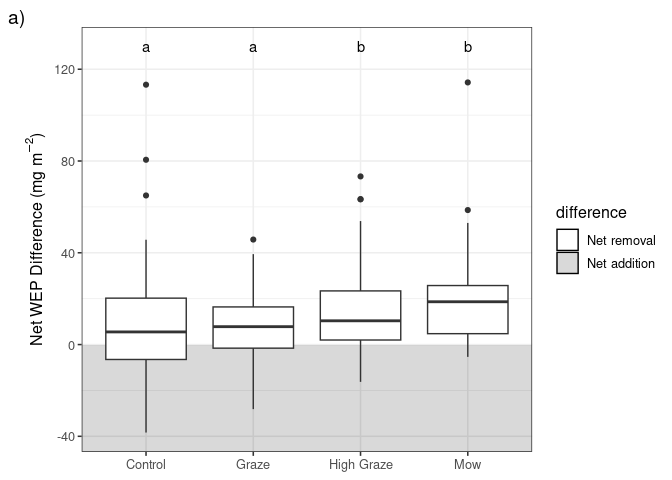 a)
a a b b
Net WEP Difference (mg m⁻²)
120
80
40
0
-40
Control Graze High Graze Mow
difference
Net removal
Net addition